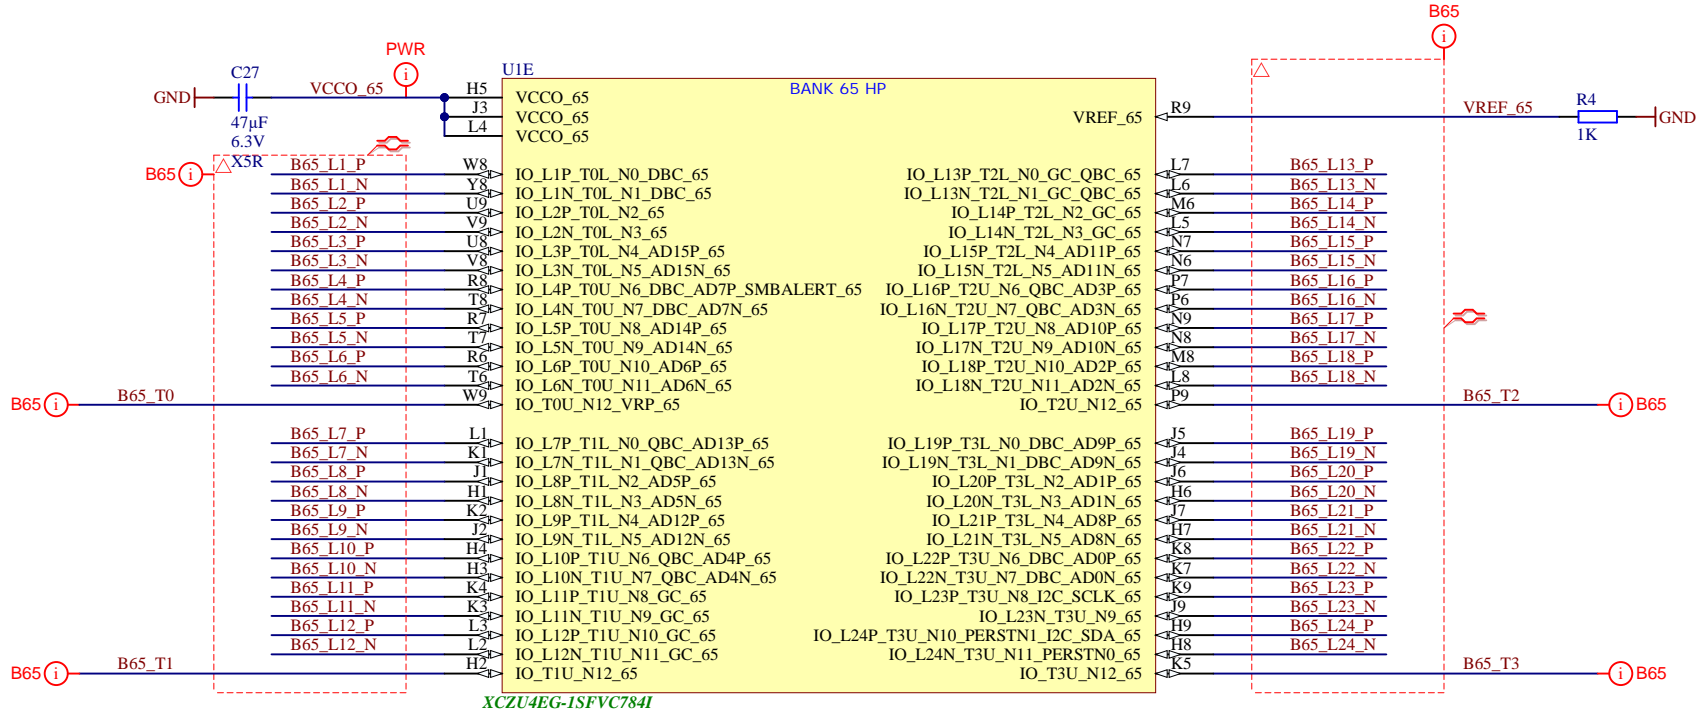 B65
i
PWR
i
U1E
C27
GND
VCCO_65
47µF
6.3V
X5R
BANK 65 HP
H5 VCCO_65
J3 VCCO_65
L4 VCCO_65
VREF_65 R9 VREF_65
R4
1K
GND
B65 i
B65_L1_P W8 IO_L1P_T0L_N0_DBC_65
B65_L1_N Y8 IO_L1N_T0L_N1_DBC_65
B65_L2_P U9 IO_L2P_T0L_N2_65
B65_L2_N V9 IO_L2N_T0L_N3_65
B65_L3_P U8 IO_L3P_T0L_N4_AD15P_65
B65_L3_N V8 IO_L3N_T0L_N5_AD15N_65
B65_L4_P R8 IO_L4P_T0U_N6_DBC_AD7P_SMBALERT_65
B65_L4_N T8 IO_L4N_T0U_N7_DBC_AD7N_65
B65_L5_P R7 IO_L5P_T0U_N8_AD14P_65
B65_L5_N T7 IO_L5N_T0U_N9_AD14N_65
B65_L6_P R6 IO_L6P_T0U_N10_AD6P_65
B65_L6_N T6 IO_L6N_T0U_N11_AD6N_65
B65 i B65_T0 W9 IO_T0U_N12_VRP_65
B65_L7_P L1 IO_L7P_T1L_N0_QBC_AD13P_65
B65_L7_N K1 IO_L7N_T1L_N1_QBC_AD13N_65
B65_L8_P J1 IO_L8P_T1L_N2_AD5P_65
B65_L8_N H1 IO_L8N_T1L_N3_AD5N_65
B65_L9_P K2 IO_L9P_T1L_N4_AD12P_65
B65_L9_N J2 IO_L9N_T1L_N5_AD12N_65
B65_L10_P H4 IO_L10P_T1U_N6_QBC_AD4P_65
B65_L10_N H3 IO_L10N_T1U_N7_QBC_AD4N_65
B65_L11_P K4 IO_L11P_T1U_N8_GC_65
B65_L11_N K3 IO_L11N_T1U_N9_GC_65
B65_L12_P L3 IO_L12P_T1U_N10_GC_65
B65_L12_N L2 IO_L12N_T1U_N11_GC_65
B65 i B65_T1 H2 IO_T1U_N12_65
IO_L13P_T2L_N0_GC_QBC_65 L7 B65_L13_P
IO_L13N_T2L_N1_GC_QBC_65 L6 B65_L13_N
IO_L14P_T2L_N2_GC_65 M6 B65_L14_P
IO_L14N_T2L_N3_GC_65 L5 B65_L14_N
IO_L15P_T2L_N4_AD11P_65 N7 B65_L15_P
IO_L15N_T2L_N5_AD11N_65 N6 B65_L15_N
IO_L16P_T2U_N6_QBC_AD3P_65 P7 B65_L16_P
IO_L16N_T2U_N7_QBC_AD3N_65 P6 B65_L16_N
IO_L17P_T2U_N8_AD10P_65 N9 B65_L17_P
IO_L17N_T2U_N9_AD10N_65 N8 B65_L17_N
IO_L18P_T2U_N10_AD2P_65 M8 B65_L18_P
IO_L18N_T2U_N11_AD2N_65 L8 B65_L18_N
IO_T2U_N12_65 P9 B65_T2 i B65
IO_L19P_T3L_N0_DBC_AD9P_65 J5 B65_L19_P
IO_L19N_T3L_N1_DBC_AD9N_65 J4 B65_L19_N
IO_L20P_T3L_N2_AD1P_65 J6 B65_L20_P
IO_L20N_T3L_N3_AD1N_65 H6 B65_L20_N
IO_L21P_T3L_N4_AD8P_65 J7 B65_L21_P
IO_L21N_T3L_N5_AD8N_65 H7 B65_L21_N
IO_L22P_T3U_N6_DBC_AD0P_65 K8 B65_L22_P
IO_L22N_T3U_N7_DBC_AD0N_65 K7 B65_L22_N
IO_L23P_T3U_N8_I2C_SCLK_65 K9 B65_L23_P
IO_L23N_T3U_N9_65 J9 B65_L23_N
IO_L24P_T3U_N10_PERSTN1_I2C_SDA_65 H9 B65_L24_P
IO_L24N_T3U_N11_PERSTN0_65 H8 B65_L24_N
IO_T3U_N12_65 K5 B65_T3 i B65
XCZU4EG-1SFVC784I